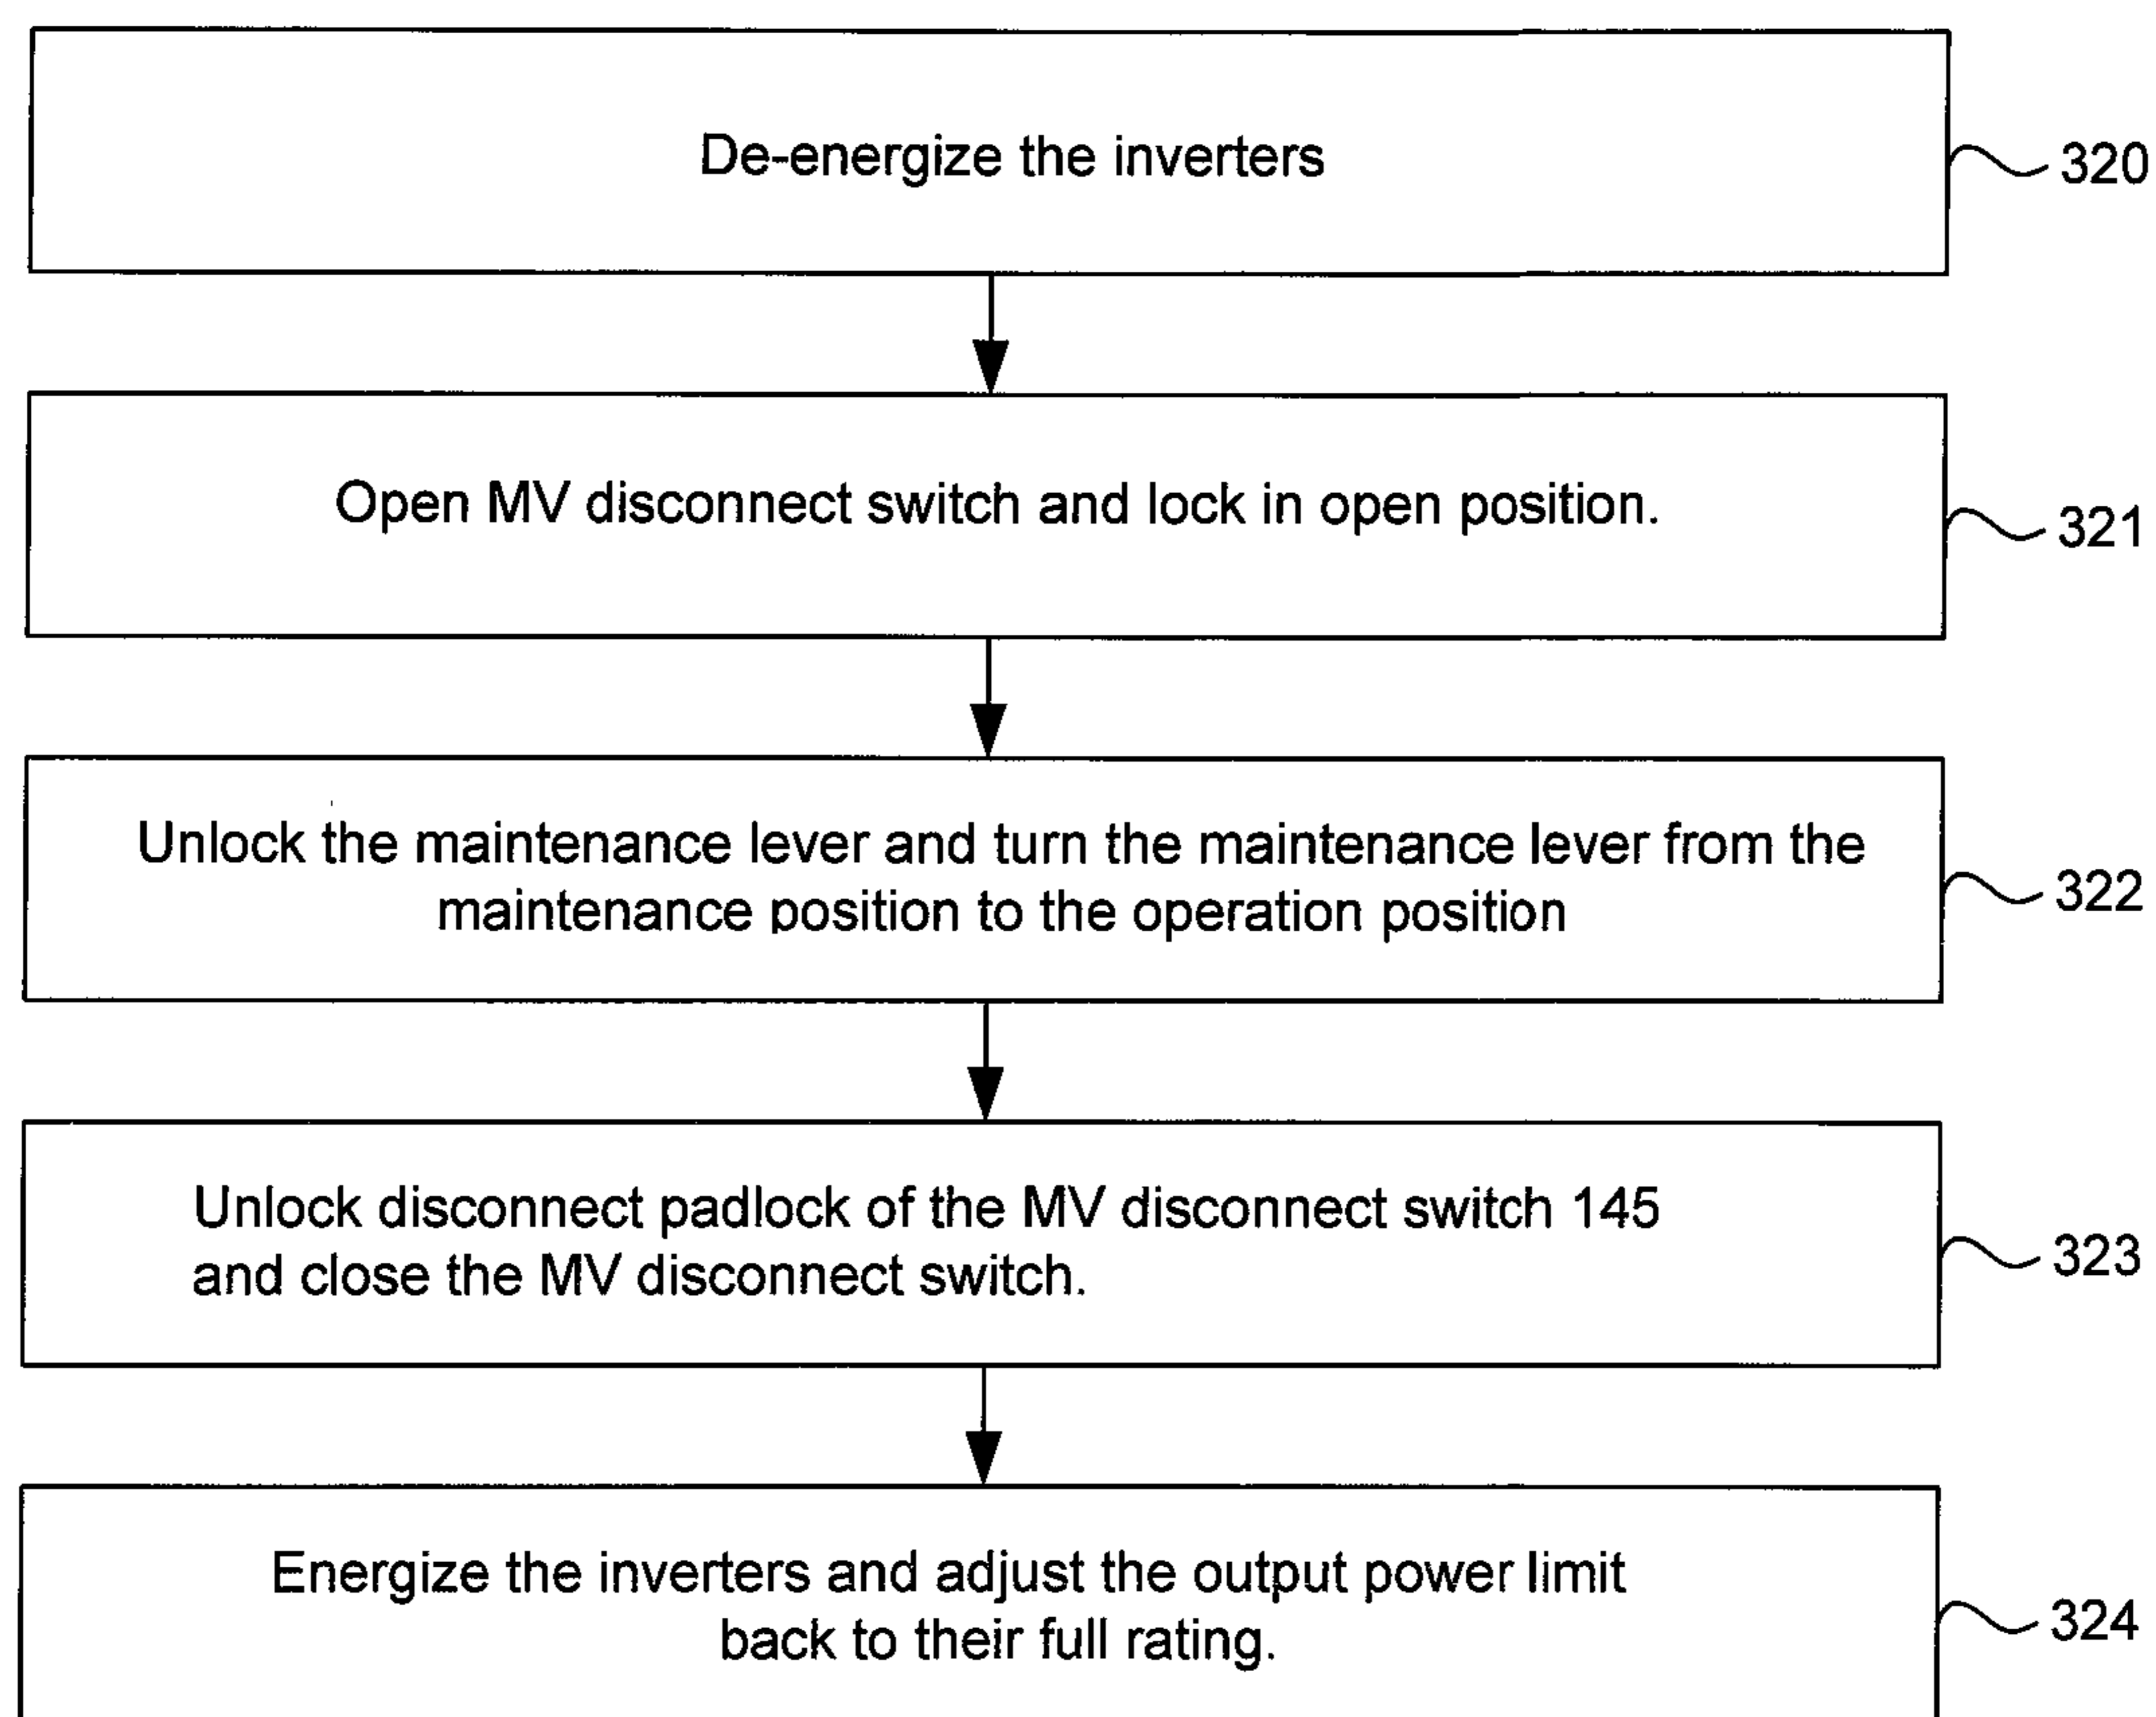 De-energize the inverters
320
Open MV disconnect switch and lock in open position.
321
Unlock the maintenance lever and turn the maintenance lever from the
maintenance position to the operation position
322
Unlock disconnect padlock of the MV disconnect switch 145
and close the MV disconnect switch.
323
Energize the inverters and adjust the output power limit
back to their full rating.
324